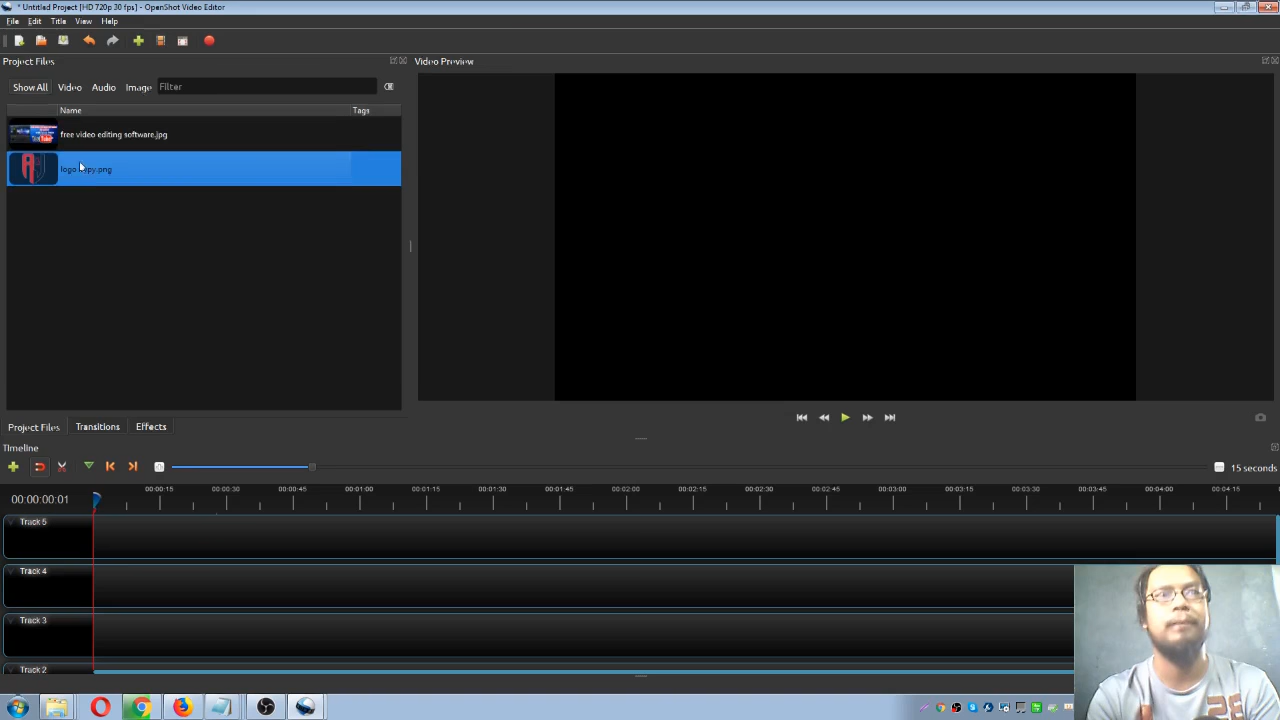 * Untitled Project [HD 720p 30 fps] - OpenShot Video Editor
File Edit Title View Help
Project Files
Video Preview
Show All Video Audio Image Filter
Name Tags
free video editing software.jpg
Project Files Transitions Effects
Timeline
15 seconds
00:00:00:01
00:00:15 00:00:30 00:00:45 00:01:00 00:01:15 00:01:30 00:01:45 00:02:00 00:02:15 00:02:30 00:02:45 00:03:00 00:03:15 00:03:30 00:03:45 00:04:00 00:04:15
Track 5
Track 4
Track 3
Track 2